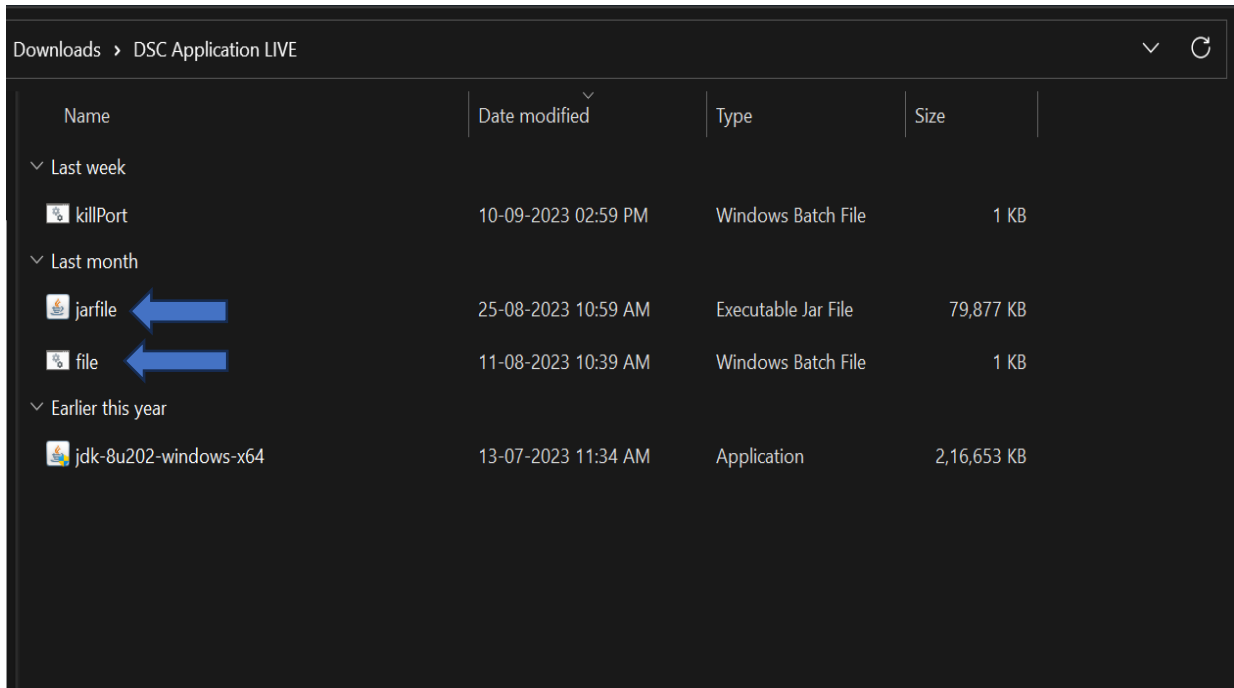 Downloads > DSC Application LIVE
Name Date modified Type Size
Last week
killPort 10-09-2023 02:59 PM Windows Batch File 1 KB
Last month
jarfile 25-08-2023 10:59 AM Executable Jar File 79,877 KB
file 11-08-2023 10:39 AM Windows Batch File 1 KB
Earlier this year
jdk-8u202-windows-x64 13-07-2023 11:34 AM Application 2,16,653 KB